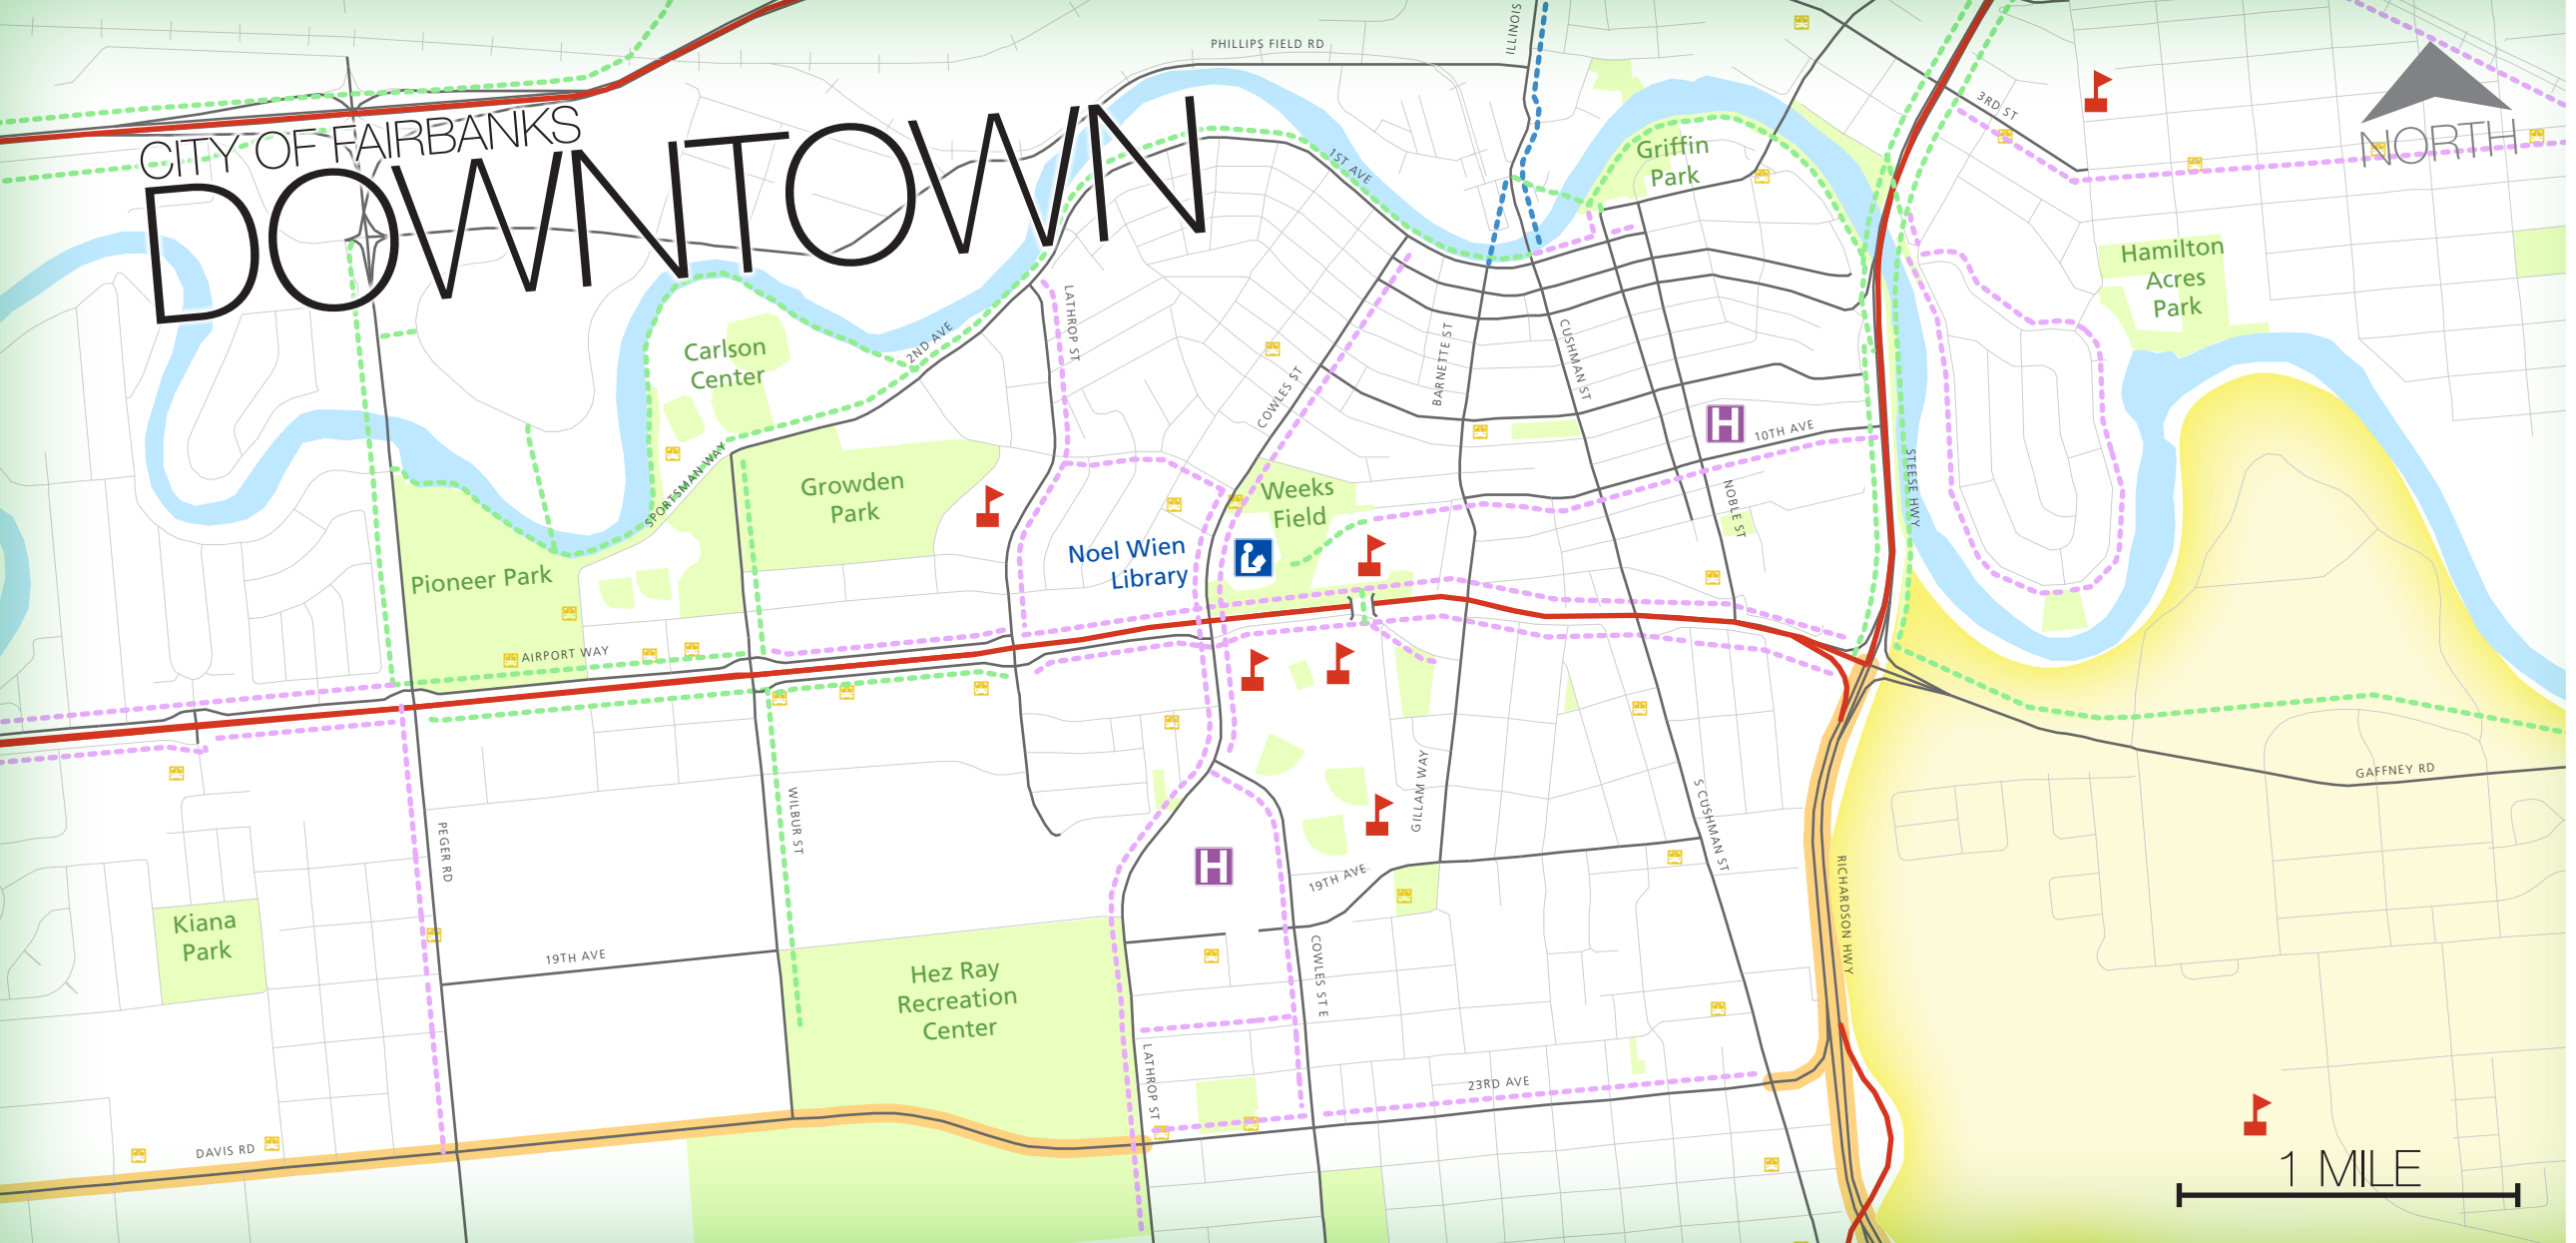 PHILLIPS FIELD RD
ILLINOIS
3RD ST
NORTH
CITY OF FAIRBANKS
DOWNTOWN
1ST AVE
Griffin
Park
Hamilton
Acres
Park
LATHROP ST
2ND AVE
Carlson
Center
COWLES ST
BARNETTE ST
CUSHMAN ST
H
10TH AVE
STEESE HWY
SPORTSMAN WAY
Growden
Park
Weeks
Field
NOBLE ST
Noel Wien
Library
Pioneer Park
AIRPORT WAY
PEGER RD
WILBUR ST
GILLAM WAY
S CUSHMAN ST
GAFFNEY RD
H
19TH AVE
RICHARDSON HWY
Kiana
Park
19TH AVE
Hez Ray
Recreation
Center
COWLES ST E
LATHROP ST
23RD AVE
DAVIS RD
1 MILE